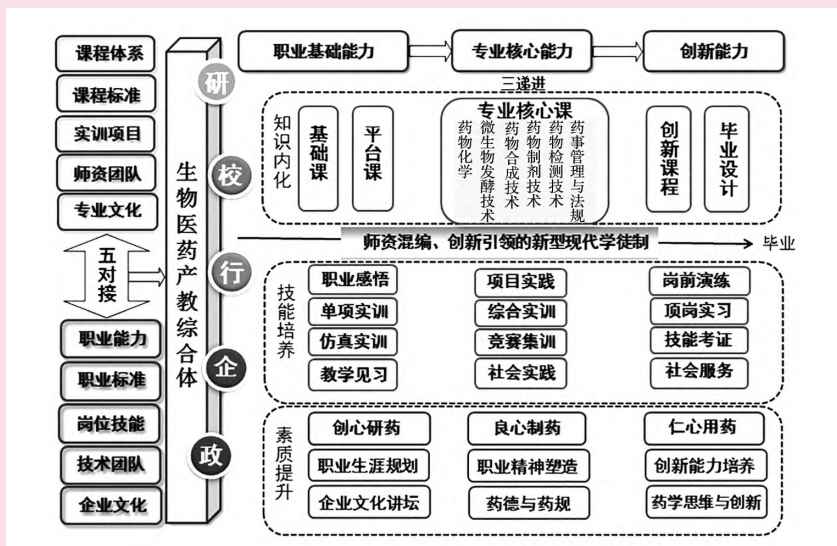 课程体系
课程标准
实训项目
师资团队
专业文化
五对接
职业能力
职业标准
岗位技能
技术团队
企业文化
生物医药产教综合体
研
校
行
企
政
职业基础能力
专业核心能力
创新能力
三递进
知识内化
基础课
平台课
专业核心课
药物化学
微生物发酵技术
药物合成技术
药物制剂技术
药物检测技术
药事管理与法规
创新课程
毕业设计
师资混编、创新引领的新型现代学徒制
毕业
技能培养
职业感悟
项目实践
岗前演练
单项实训
综合实训
顶岗实习
仿真实训
竞赛集训
技能考证
教学见习
社会实践
社会服务
素质提升
创心研药
良心制药
仁心用药
职业生涯规划
职业精神塑造
创新能力培养
企业文化讲坛
药德与药规
药学思维与创新